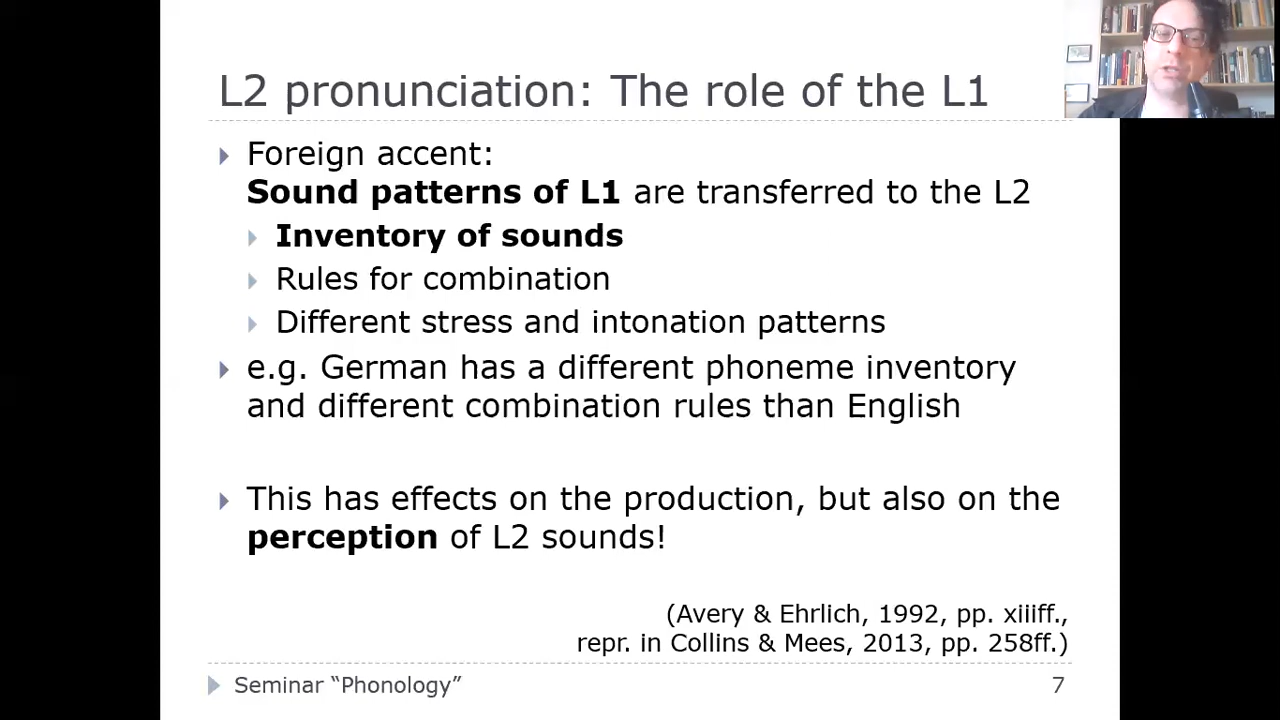 L2 pronunciation: The role of the L1
Foreign accent:
Sound patterns of L1 are transferred to the L2
Inventory of sounds
Rules for combination
Different stress and intonation patterns
e.g. German has a different phoneme inventory
and different combination rules than English
This has effects on the production, but also on the
perception of L2 sounds!
(Avery & Ehrlich, 1992, pp. xiiiff.,
repr. in Collins & Mees, 2013, pp. 258ff.)
Seminar “Phonology”
7